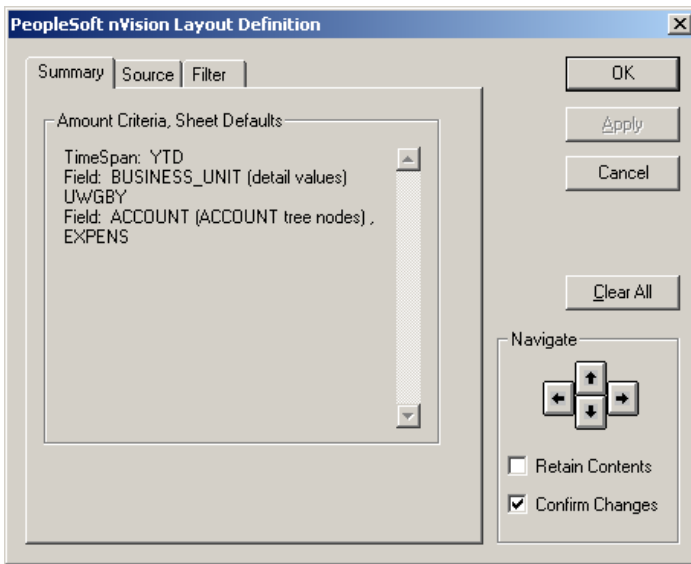 PeopleSoft nVision Layout Definition
Summary
Source
Filter
OK
Apply
Cancel
Amount Criteria, Sheet Defaults
TimeSpan: YTD
Field: BUSINESS_UNIT (detail values)
UWGBY
Field: ACCOUNT (ACCOUNT tree nodes) ,
EXPENS
Clear All
Navigate
Retain Contents
Confirm Changes